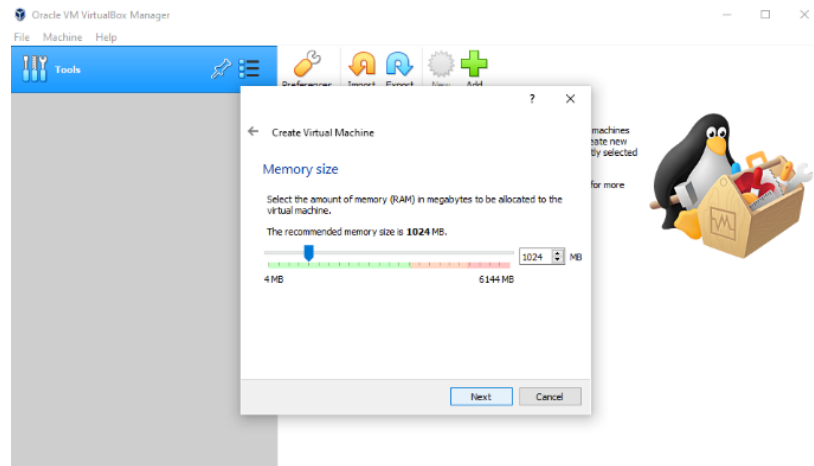 Oracle VM VirtualBox Manager
File Machine Help
Tools
Preferences Import Export New Add
? ×
Create Virtual Machine
machines
eate new
tly selected
for more
Memory size
Select the amount of memory (RAM) in megabytes to be allocated to the
virtual machine.
The recommended memory size is 1024 MB.
1024 MB
4 MB 6144 MB
Next Cancel